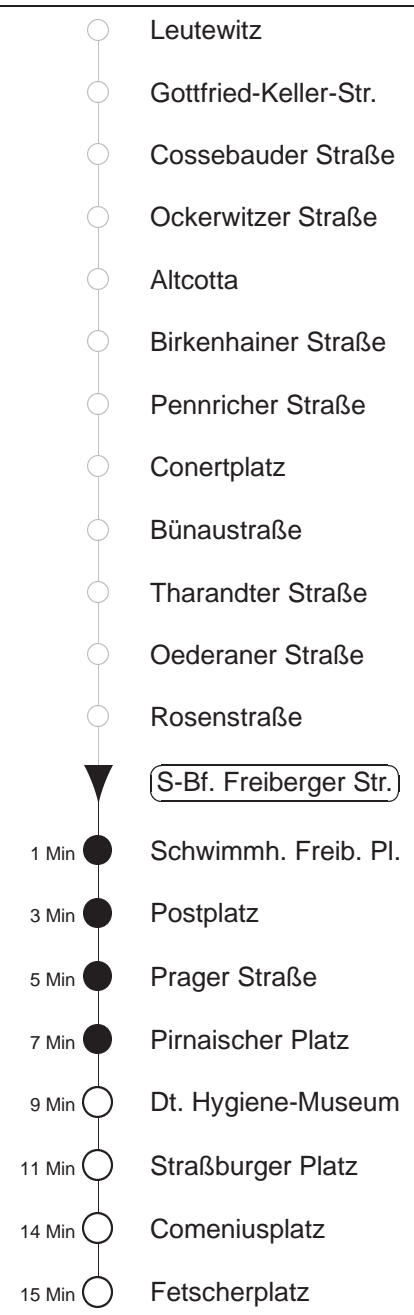 Leutewitz
Gottfried-Keller-Str.
Cossebauder Straße
Ockerwitzer Straße
Altcotta
Birkenhainer Straße
Pennricher Straße
Conertplatz
Bünaustraße
Tharandter Straße
Oederaner Straße
Rosenstraße
S-Bf. Freiberger Str.
1 Min Schwimmh. Freib. Pl.
3 Min Postplatz
5 Min Prager Straße
7 Min Pirnaischer Platz
9 Min Dt. Hygiene-Museum
11 Min Straßburger Platz
14 Min Comeniusplatz
15 Min Fetscherplatz